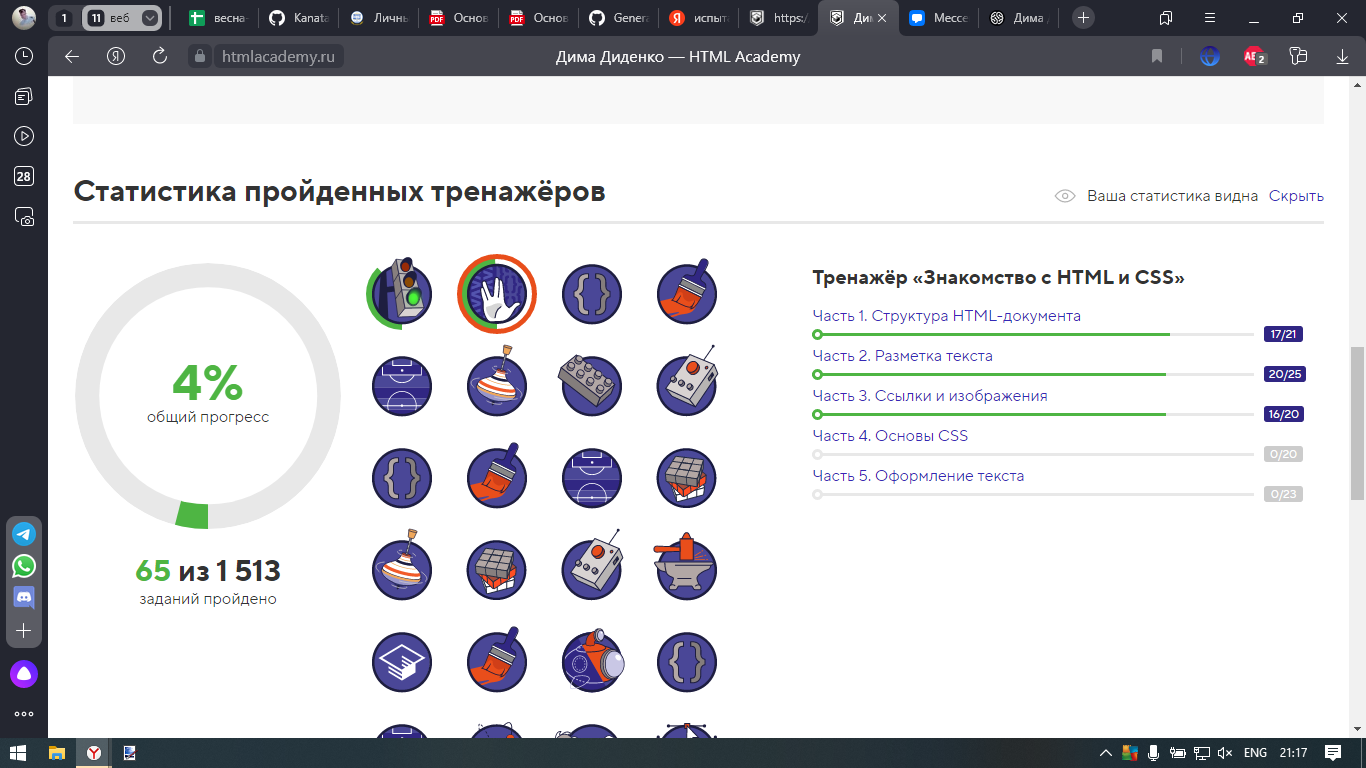 1
11 веб
весна-
Kanata
Личны
Основ
Основ
Genera
испыта
https:/
Дим
Мессе
Дима
htmlacademy.ru
Дима Диденко — HTML Academy
2
28
Статистика пройденных тренажёров
Ваша статистика видна Скрыть
4%
общий прогресс
65 из 1 513
заданий пройдено
Тренажёр «Знакомство с HTML и CSS»
Часть 1. Структура HTML-документа
17/21
Часть 2. Разметка текста
20/25
Часть 3. Ссылки и изображения
16/20
Часть 4. Основы CSS
0/20
Часть 5. Оформление текста
0/23
ENG 21:17